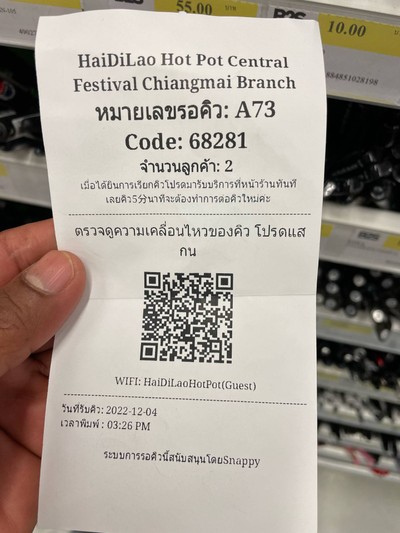 55.00 บาท
10.00
884851028198
HaiDiLao Hot Pot Central
Festival Chiangmai Branch
หมายเลขรอคิว: A73
Code: 68281
จำนวนลูกค้า: 2
เมื่อได้ยินการเรียกคิวโปรดมารับบริการที่หน้าร้านทันที
เลยคิว5分นาทีจะต้องทำการต่อคิวใหม่ค่ะ
ตรวจดูความเคลื่อนไหวของคิว โปรดแส
กน
WIFI: HaiDiLaoHotPot(Guest)
วันที่รับคิว: 2022-12-04
เวลาพิมพ์ : 03:26 PM
ระบบการรอคิวนี้สนับสนุนโดยSnappy